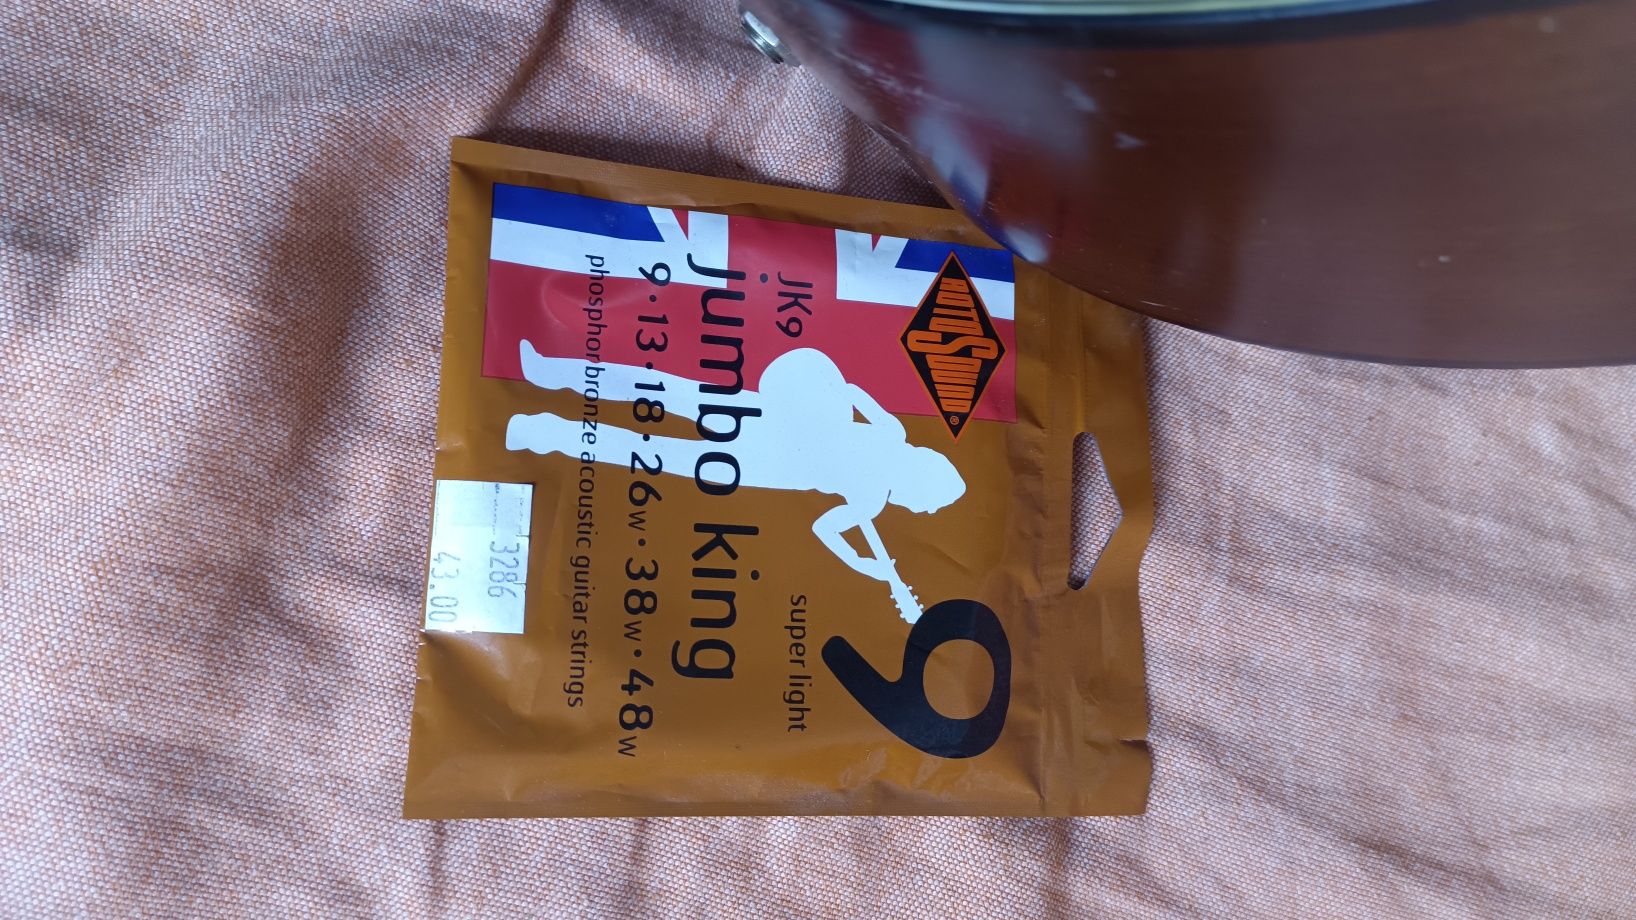 ROTOSOUND®
9
JK9
super light
jumbo king
9·13·18·26w·38w·48w
phosphor bronze acoustic guitar strings
3286
43.00